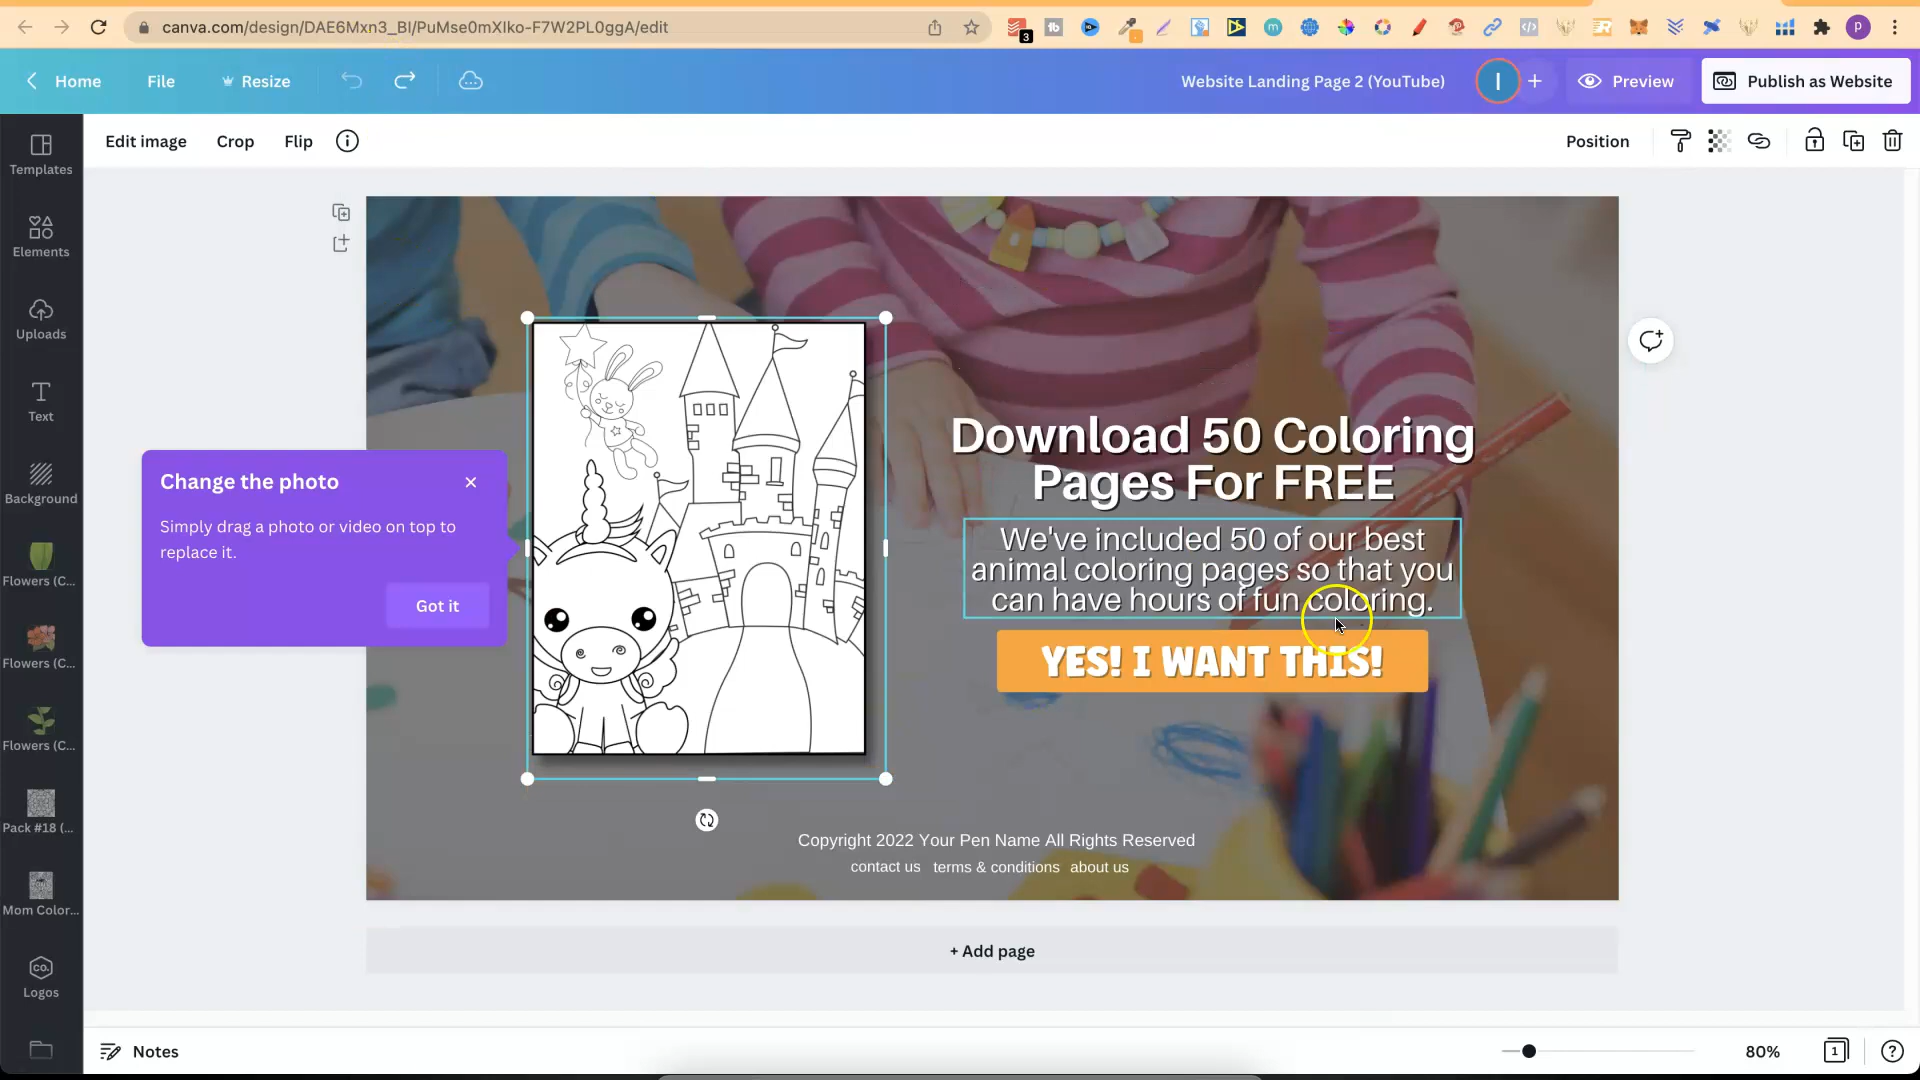 canva.com/design/DAE6Mxn3_BI/PuMse0mXIko-F7W2PL0ggA/edit
3
P
Home
File
Resize
Website Landing Page 2 (YouTube)
I
Preview
Publish as Website
Edit image
Crop
Flip
Position
Templates
Elements
Uploads
Text
Background
Flowers (C...
Flowers (C...
Flowers (C...
Pack #18 (...
Mom Color...
CO.
Logos
Change the photo
Simply drag a photo or video on top to
replace it.
Got it
Download 50 Coloring
Pages For FREE
We've included 50 of our best
animal coloring pages so that you
can have hours of fun coloring.
YES! I WANT THIS!
Copyright 2022 Your Pen Name All Rights Reserved
contact us terms & conditions about us
+ Add page
Notes
80%
1